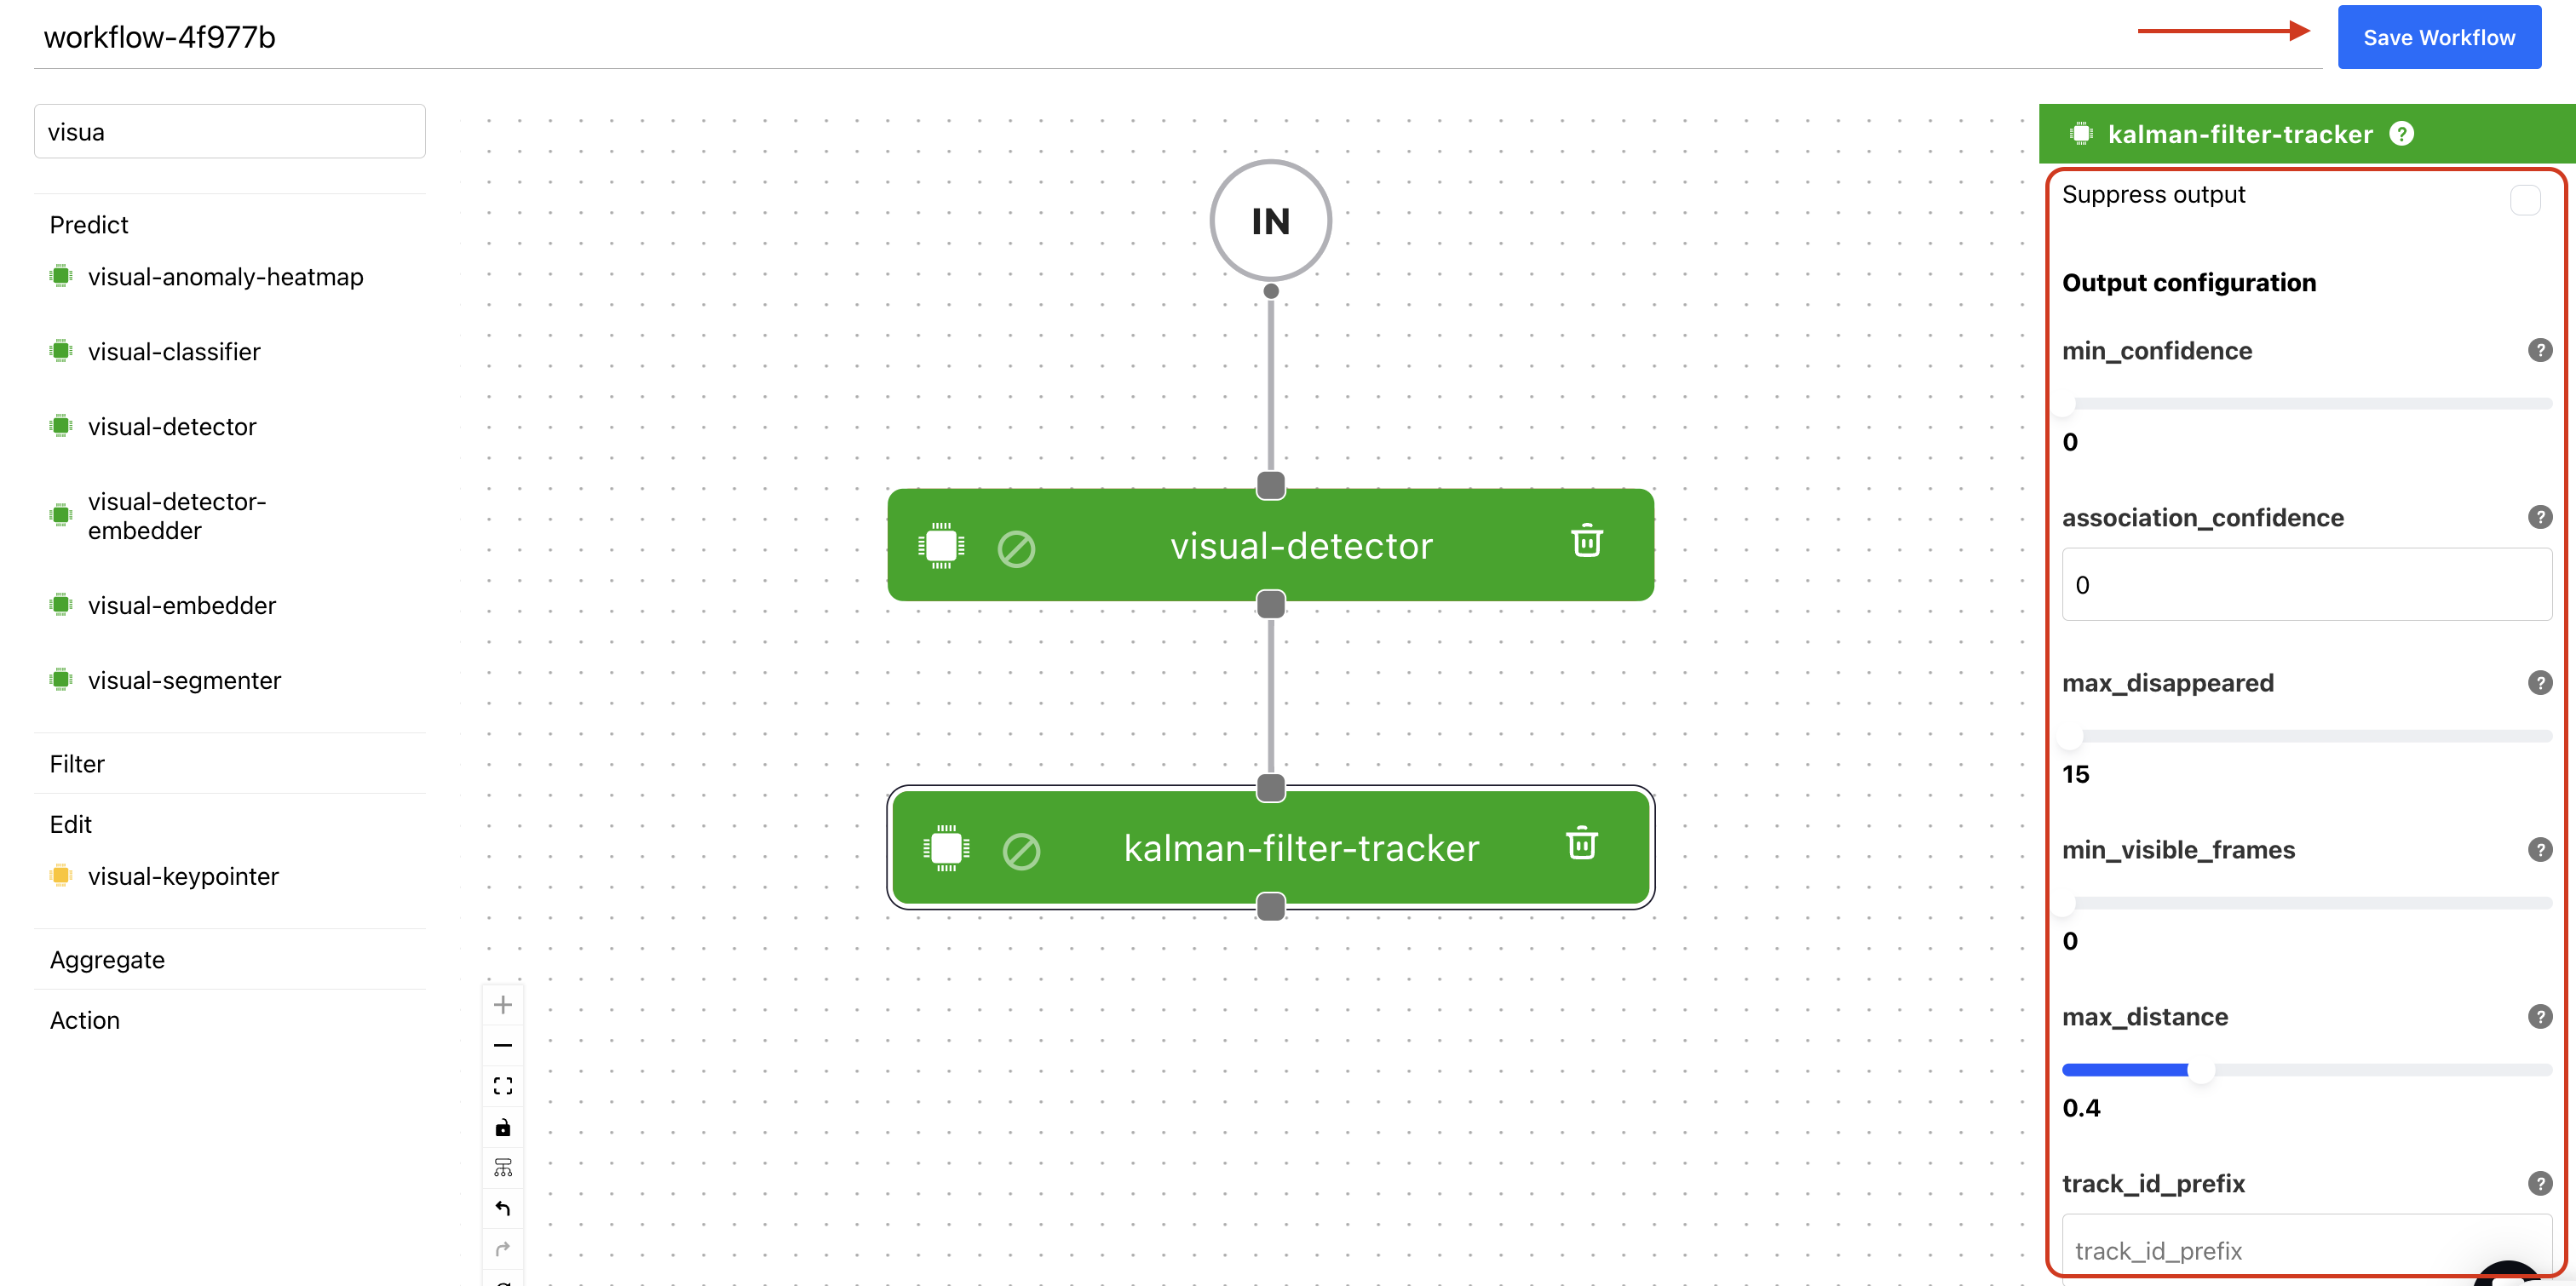 workflow-4f977b
Save Workflow
visua
Predict
visual-anomaly-heatmap
visual-classifier
visual-detector
visual-detector-
embedder
visual-embedder
visual-segmenter
Filter
Edit
visual-keypointer
Aggregate
Action
IN
visual-detector
kalman-filter-tracker
kalman-filter-tracker ?
Suppress output
Output configuration
min_confidence ?
0
association_confidence ?
0
max_disappeared ?
15
min_visible_frames ?
0
max_distance ?
0.4
track_id_prefix ?
track_id_prefix